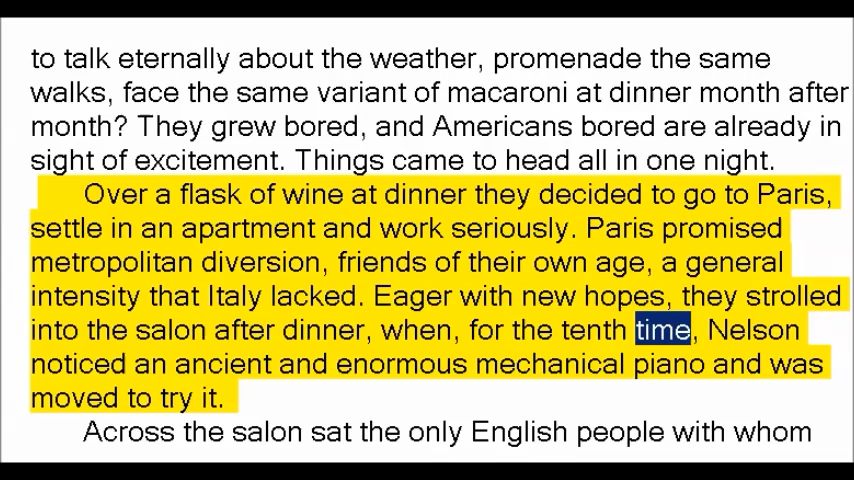 to talk eternally about the weather, promenade the same
walks, face the same variant of macaroni at dinner month after
month? They grew bored, and Americans bored are already in
sight of excitement. Things came to head all in one night.
Over a flask of wine at dinner they decided to go to Paris,
settle in an apartment and work seriously. Paris promised
metropolitan diversion, friends of their own age, a general
intensity that Italy lacked. Eager with new hopes, they strolled
into the salon after dinner, when, for the tenth time, Nelson
noticed an ancient and enormous mechanical piano and was
moved to try it.
Across the salon sat the only English people with whom